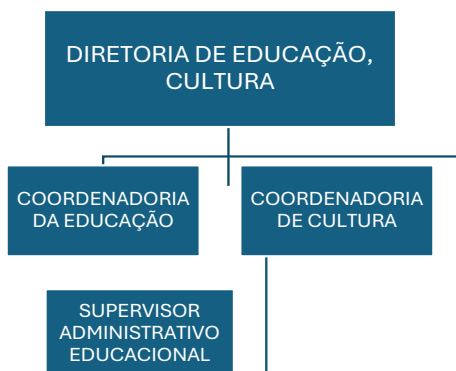 DIRETORIA DE EDUCAÇÃO,
CULTURA
COORDENADORIA
DA EDUCAÇÃO
COORDENADORIA
DE CULTURA
SUPERVISOR
ADMINISTRATIVO
EDUCACIONAL